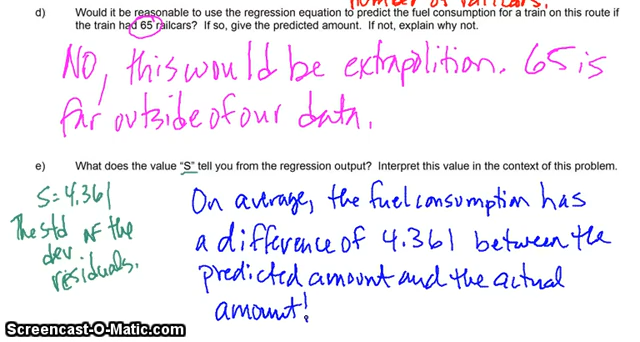 number of railcars.
d) Would it be reasonable to use the regression equation to predict the fuel consumption for a train on this route if
the train had 65 railcars? If so, give the predicted amount. If not, explain why not.
No, this would be extrapolition. 65 is
far outside of our data.
e) What does the value “S” tell you from the regression output? Interpret this value in the context of this problem.
S=4.361
The std
dev. of the
residuals.
On average, the fuel consumption has
a difference of 4.361 between the
predicted amount and the actual
amount!
Screencast-O-Matic.com